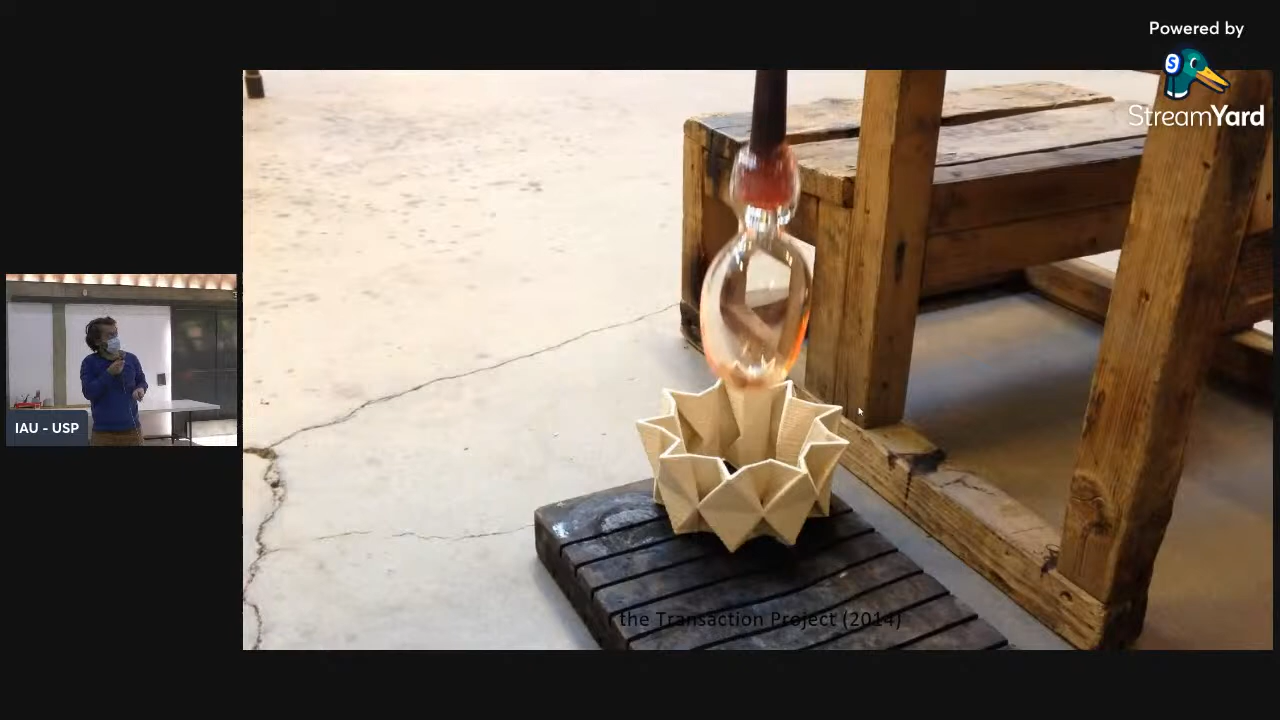 Powered by
StreamYard
IAU - USP
the Transaction Project (2014)